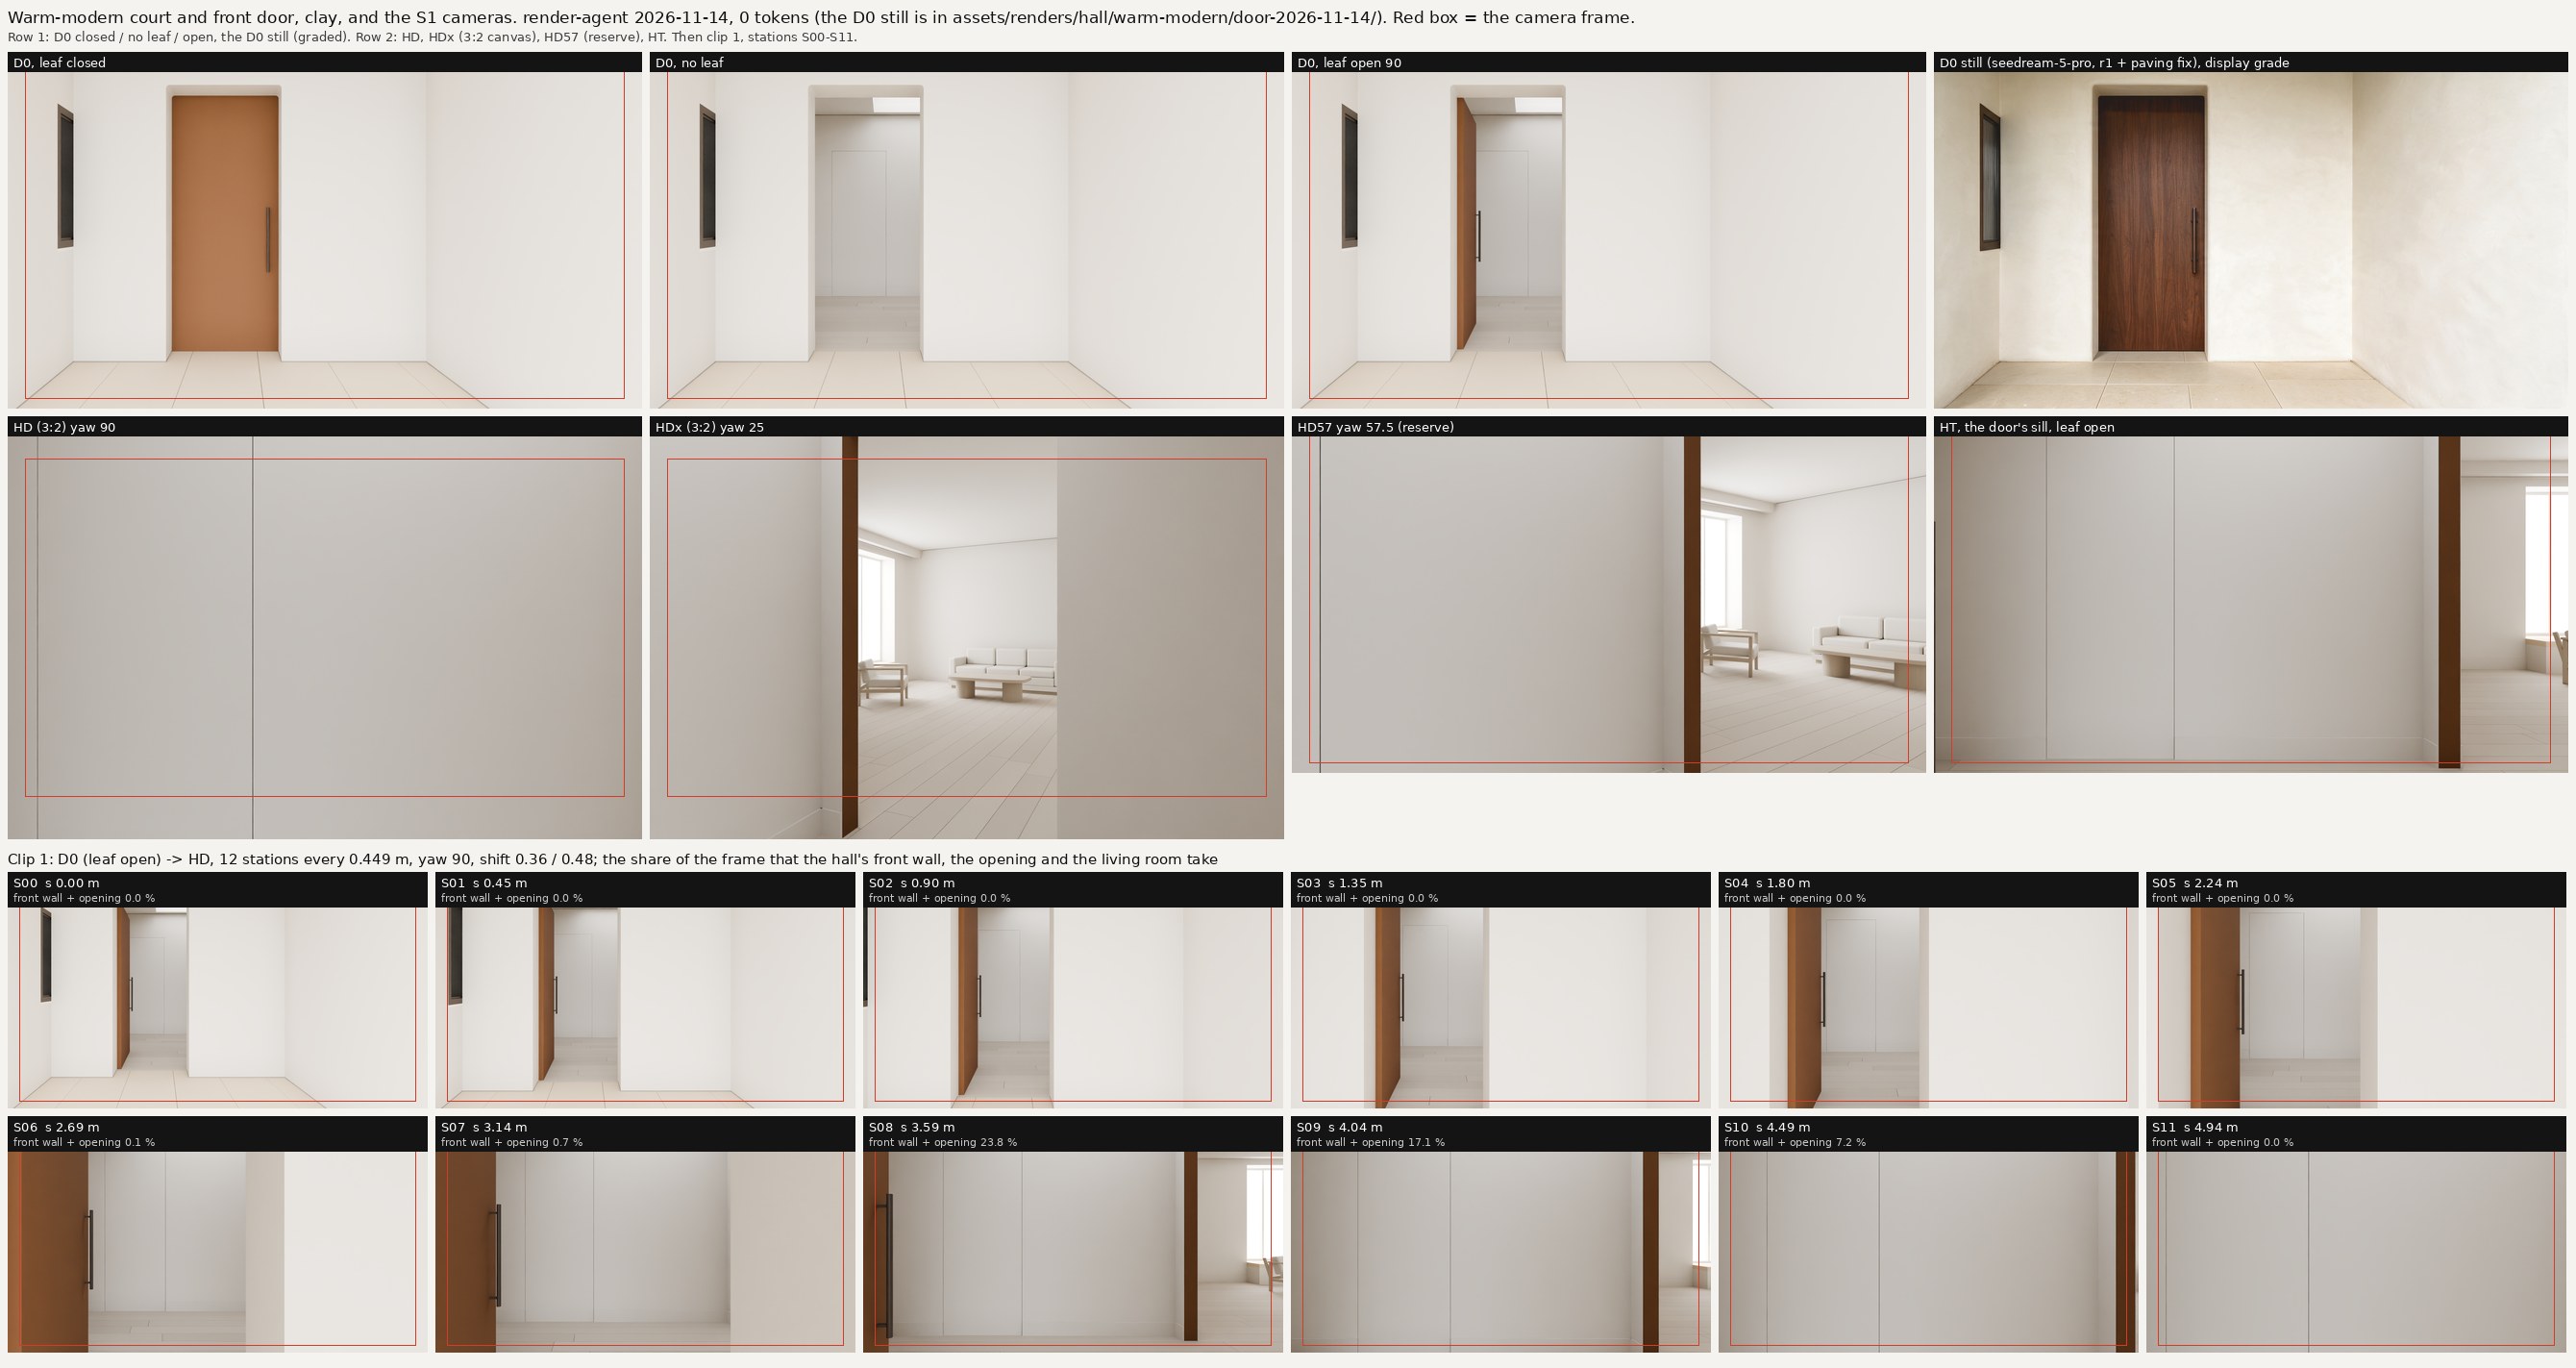 Warm-modern court and front door, clay, and the S1 cameras. render-agent 2026-11-14, 0 tokens (the D0 still is in assets/renders/hall/warm-modern/door-2026-11-14/). Red box = the camera frame.
Row 1: D0 closed / no leaf / open, the D0 still (graded). Row 2: HD, HDx (3:2 canvas), HD57 (reserve), HT. Then clip 1, stations S00-S11.
D0, leaf closed
D0, no leaf
D0, leaf open 90
D0 still (seedream-5-pro, r1 + paving fix), display grade
HD (3:2) yaw 90
HDx (3:2) yaw 25
HD57 yaw 57.5 (reserve)
HT, the door's sill, leaf open
Clip 1: D0 (leaf open) -> HD, 12 stations every 0.449 m, yaw 90, shift 0.36 / 0.48; the share of the frame that the hall's front wall, the opening and the living room take
S00  s 0.00 m
front wall + opening 0.0 %
S01  s 0.45 m
front wall + opening 0.0 %
S02  s 0.90 m
front wall + opening 0.0 %
S03  s 1.35 m
front wall + opening 0.0 %
S04  s 1.80 m
front wall + opening 0.0 %
S05  s 2.24 m
front wall + opening 0.0 %
S06  s 2.69 m
front wall + opening 0.1 %
S07  s 3.14 m
front wall + opening 0.7 %
S08  s 3.59 m
front wall + opening 23.8 %
S09  s 4.04 m
front wall + opening 17.1 %
S10  s 4.49 m
front wall + opening 7.2 %
S11  s 4.94 m
front wall + opening 0.0 %